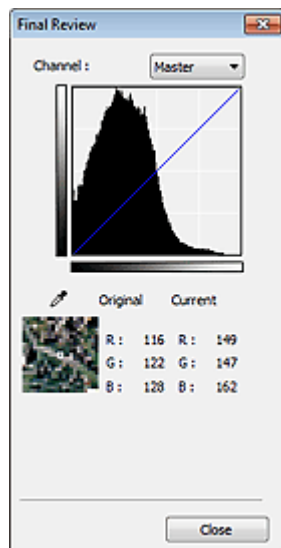 Final Review
Channel : Master
Original Current
R : 116 R : 149
G : 122 G : 147
B : 128 B : 162
Close